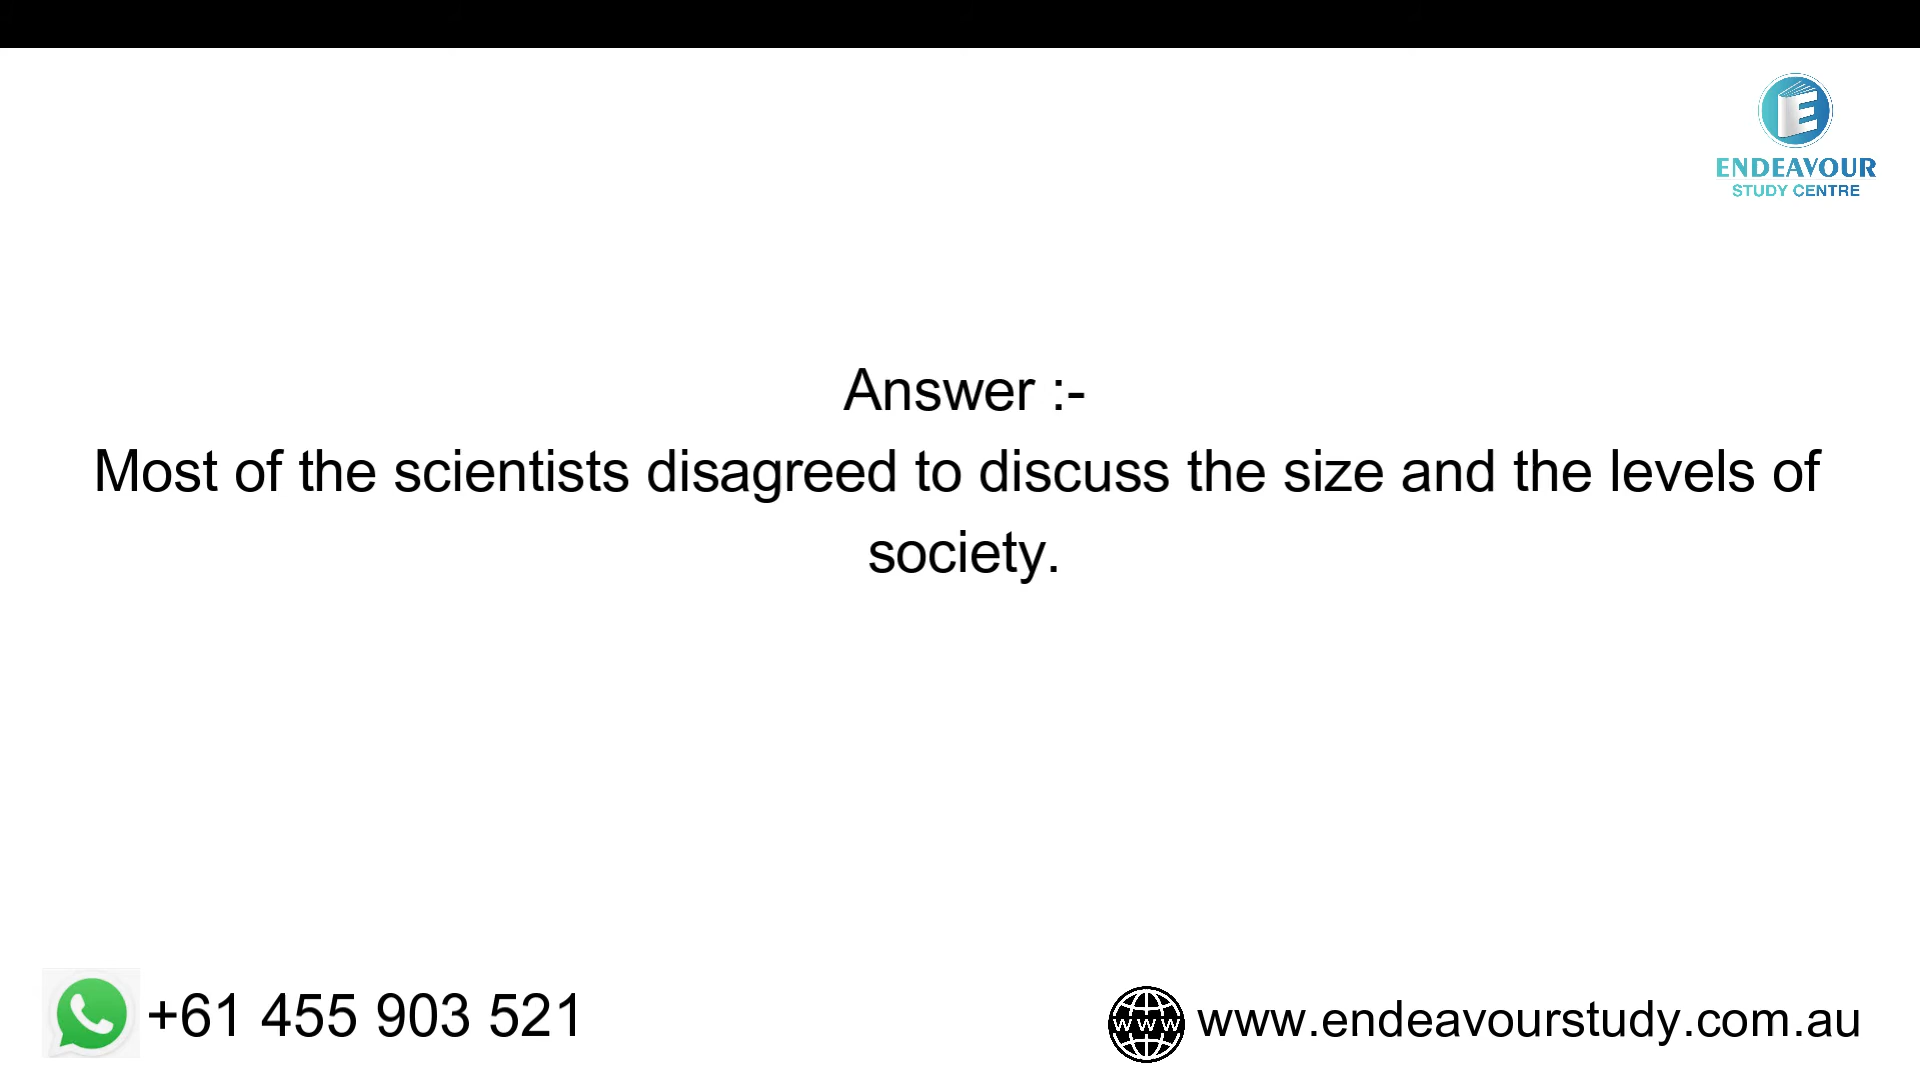 ENDEAVOUR
STUDY CENTRE
Answer :-
Most of the scientists disagreed to discuss the size and the levels of
society.
+61 455 903 521
www
www.endeavourstudy.com.au